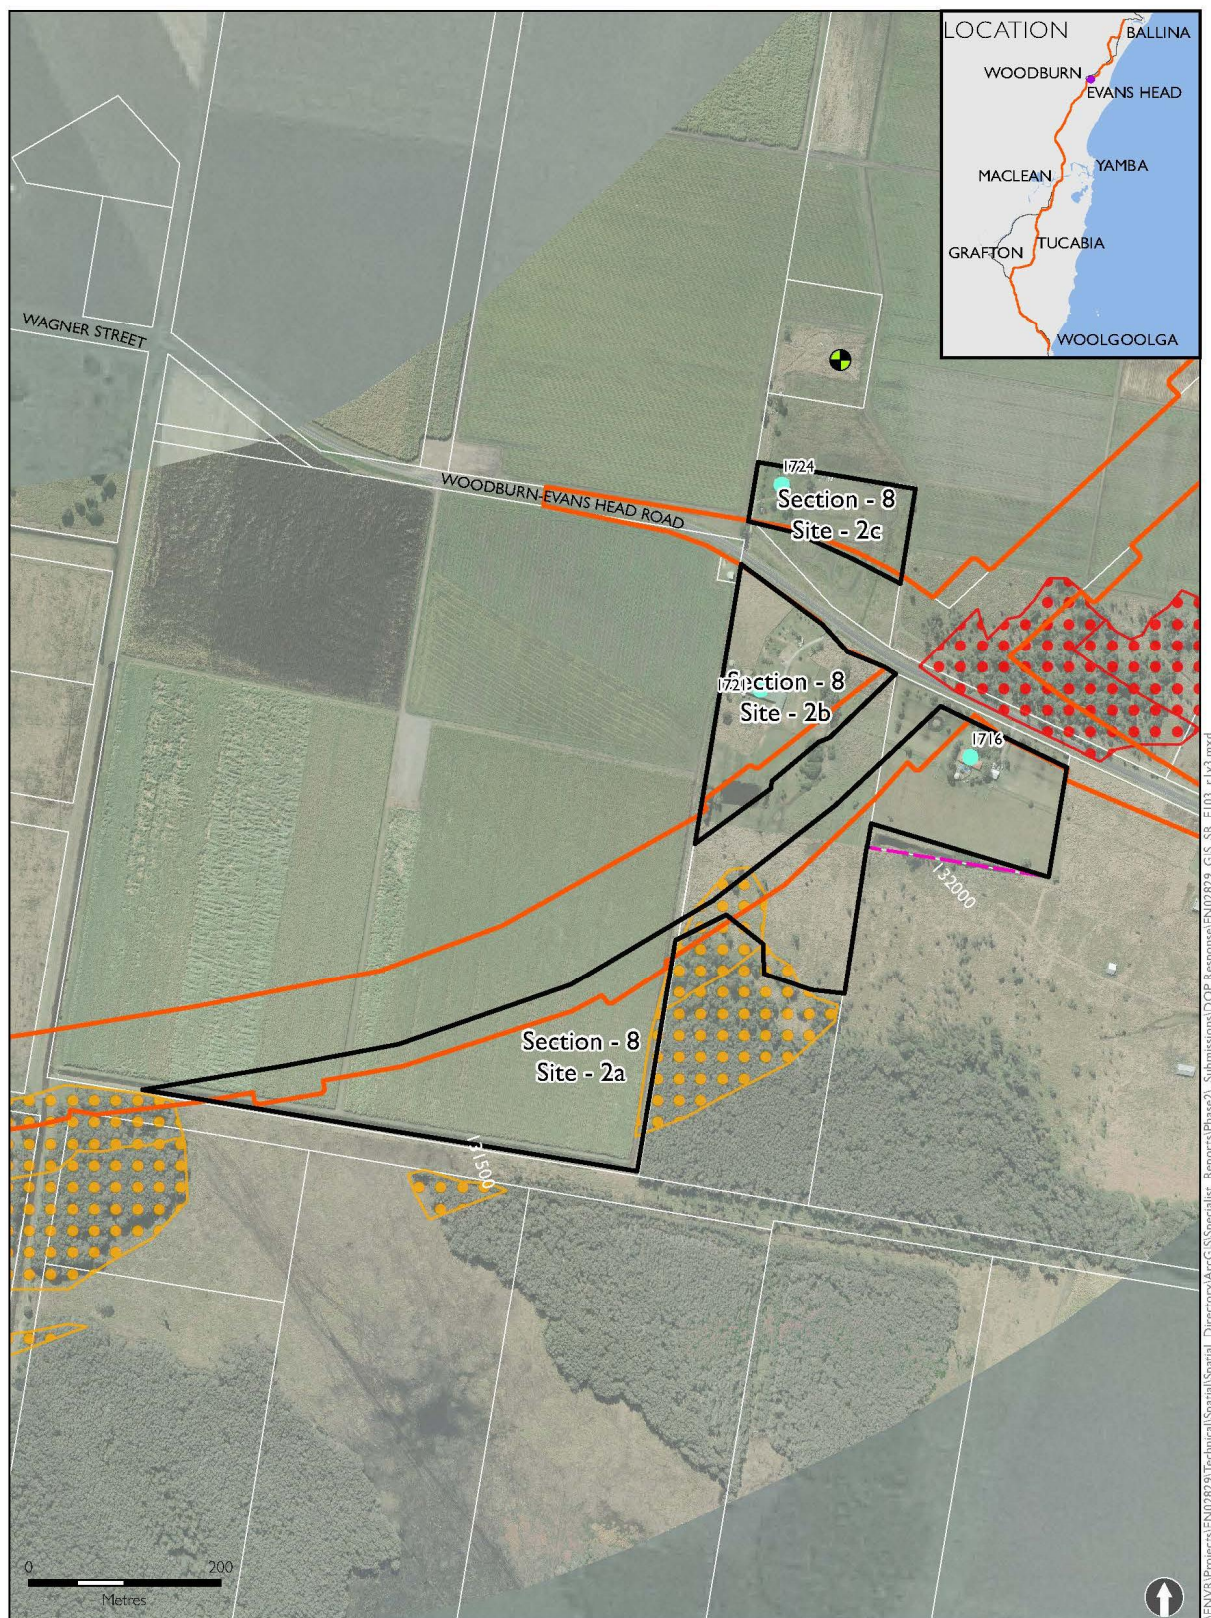 LOCATION
BALLINA
WOODBURN
EVANS HEAD
MACLEAN
YAMBA
GRAFTON
TUCABIA
WOOLGOOLGA
WAGNER STREET
WOODBURN-EVANS HEAD ROAD
1724
Section - 8
Site - 2c
1721
Section - 8
Site - 2b
1716
132000
Section - 8
Site - 2a
131500
0 200
Metres